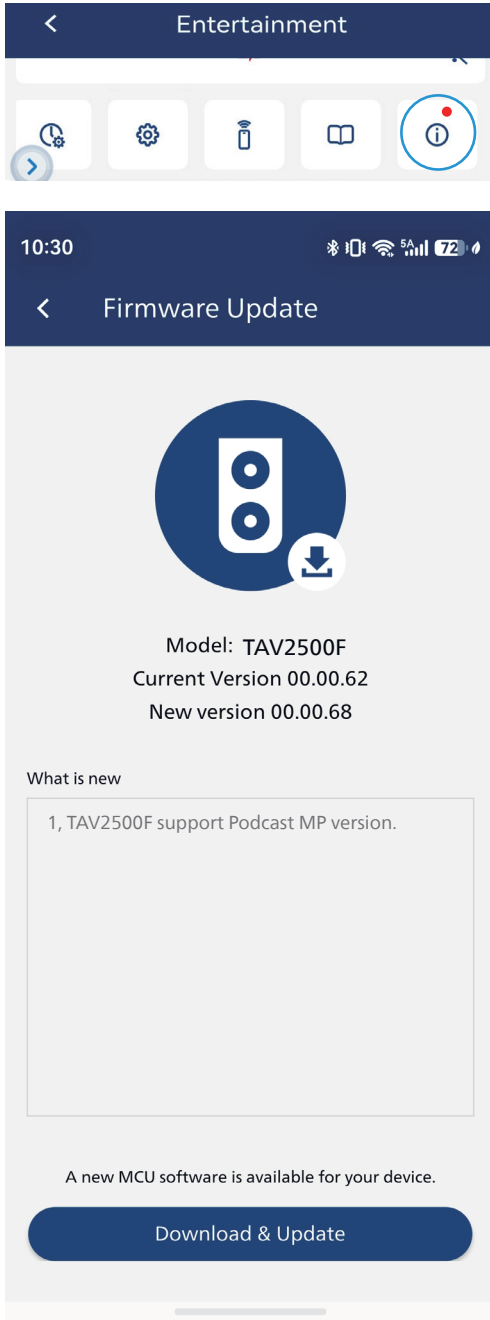 Entertainment
10:30
5A
72
Firmware Update
Model: TAV2500F
Current Version 00.00.62
New version 00.00.68
What is new
1, TAV2500F support Podcast MP version.
A new MCU software is available for your device.
Download & Update